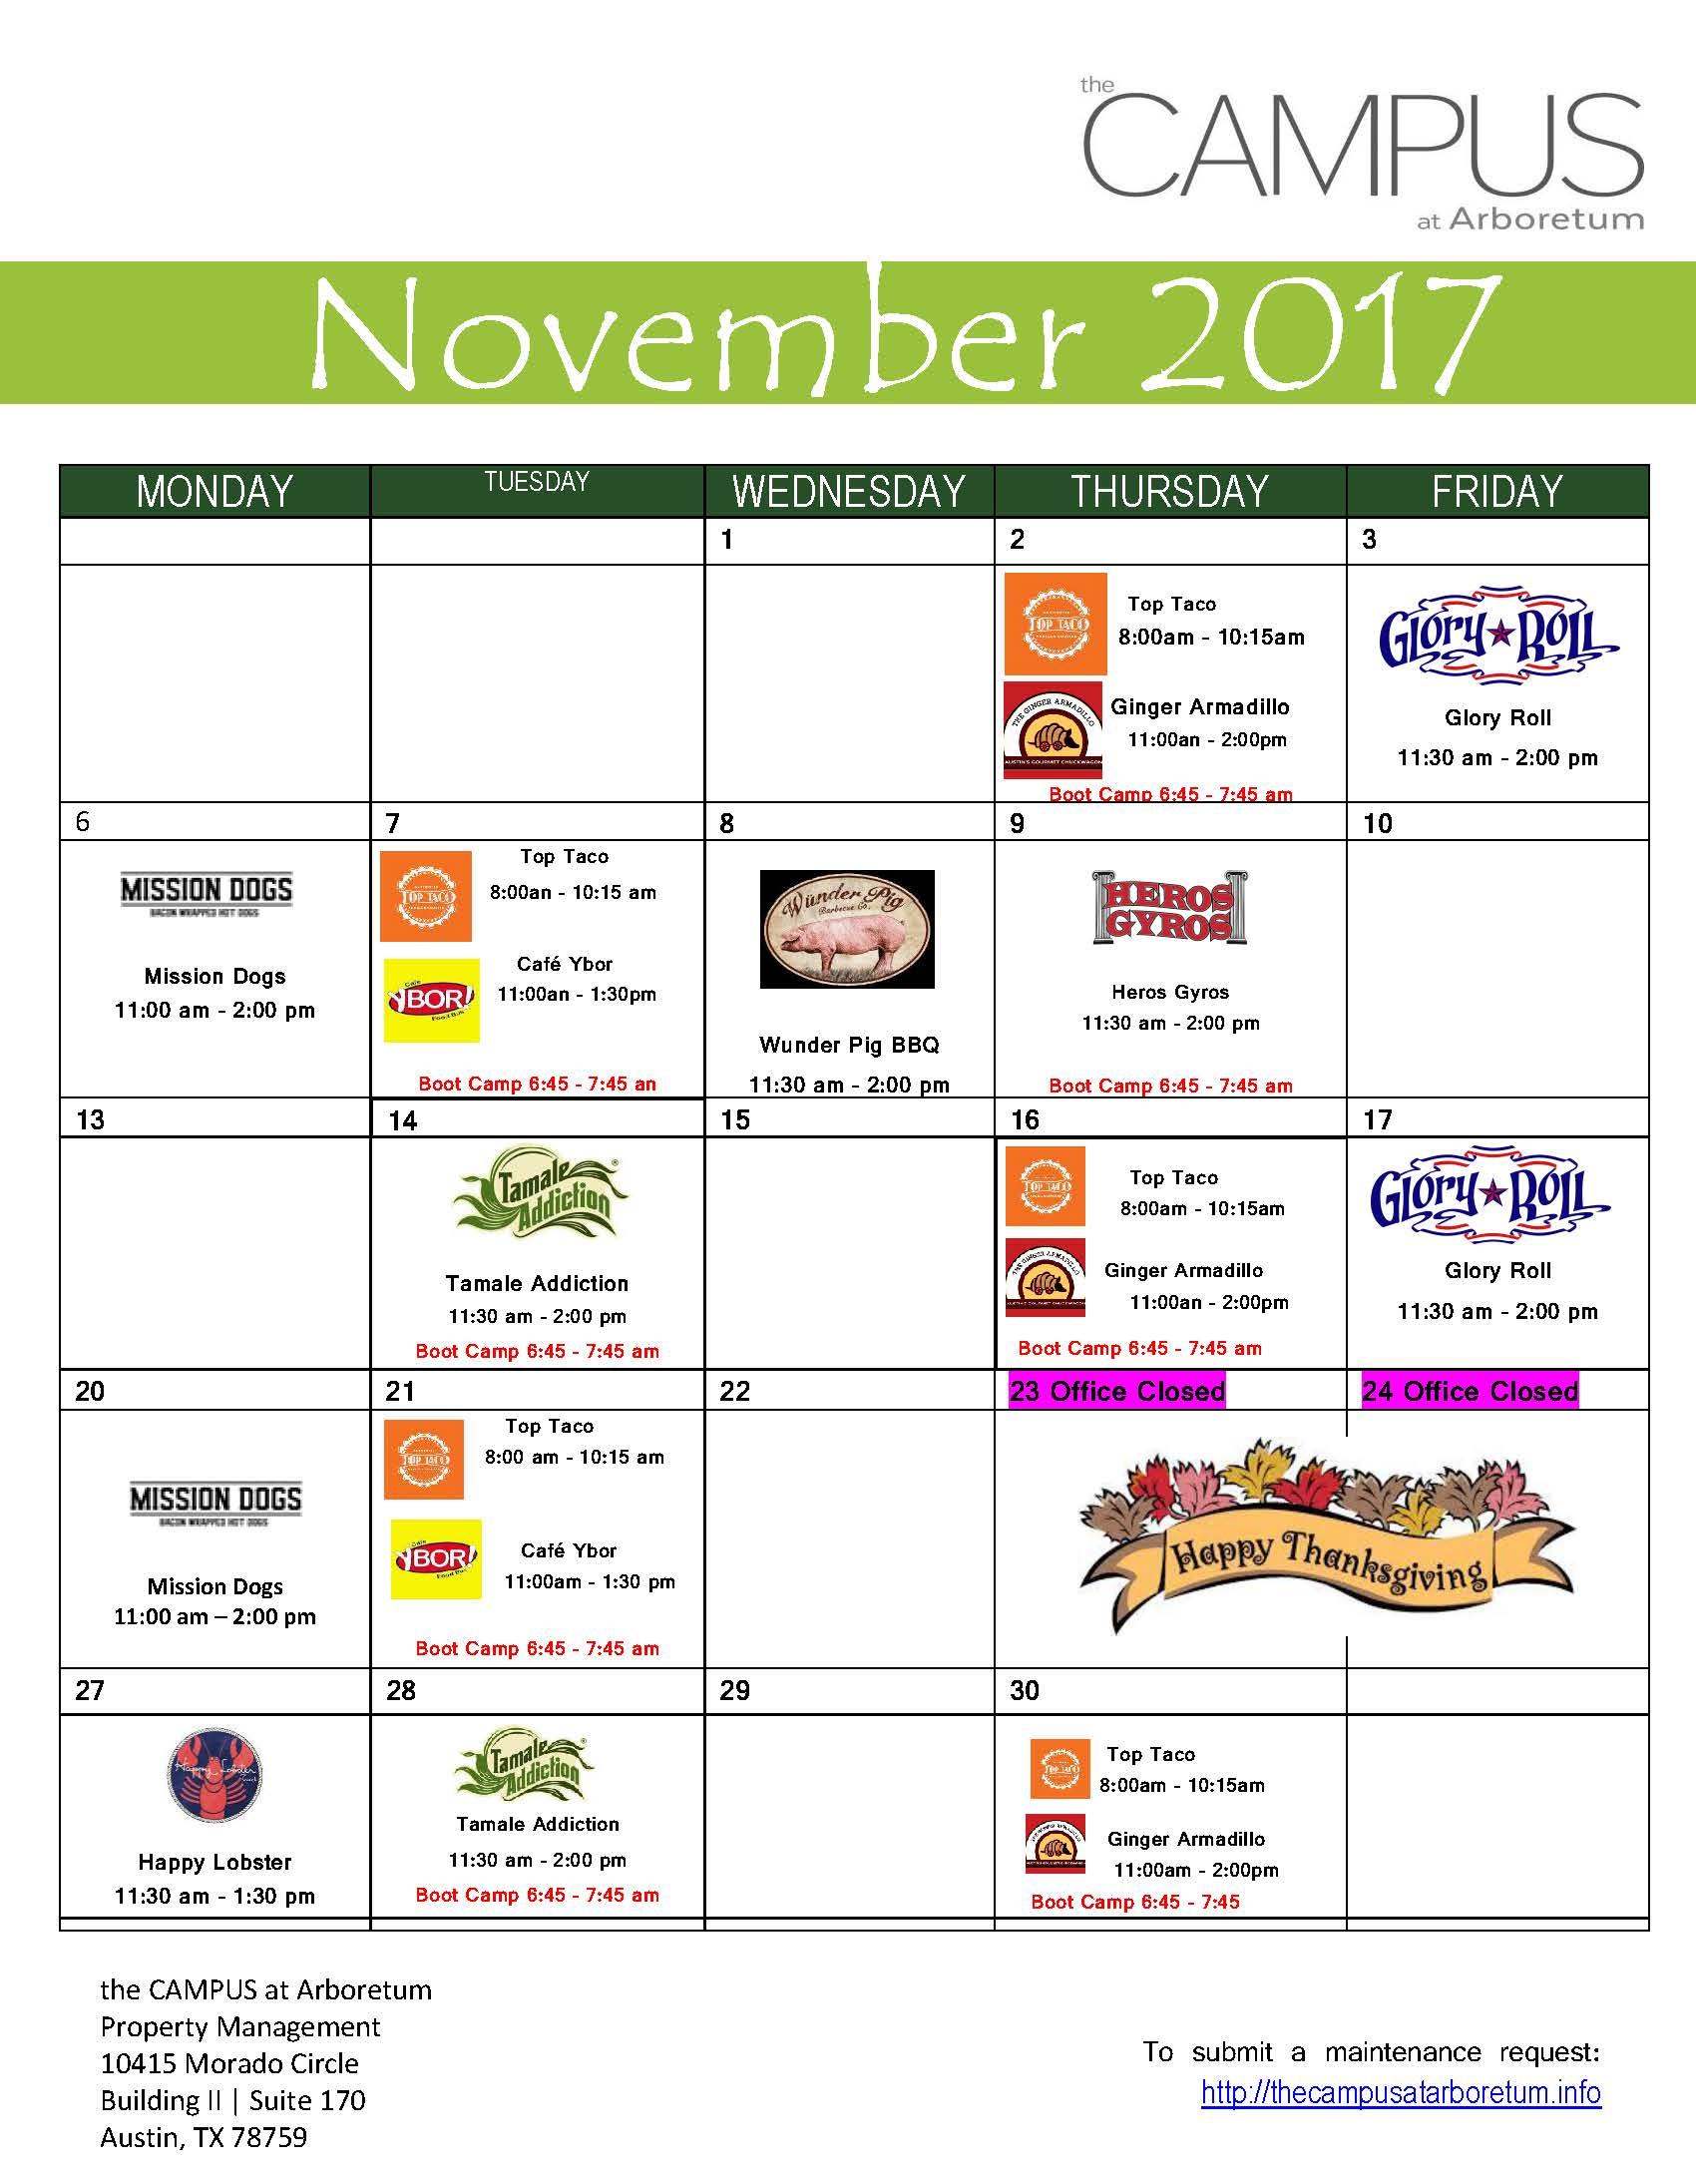 the
CAMPUS
at Arboretum
November 2017
MONDAY TUESDAY WEDNESDAY THURSDAY FRIDAY
1 2 3
TOP TACO
Top Taco
8:00am - 10:15am
THE GINGER ARMADILLO
AUSTIN'S GOURMET CHUCKWAGON
Ginger Armadillo
11:00an - 2:00pm
Boot Camp 6:45 - 7:45 am
Glory Roll
Glory Roll
11:30 am - 2:00 pm
6 7 8 9 10
MISSION DOGS
BACON WRAPPED HOT DOGS
Mission Dogs
11:00 am - 2:00 pm
TOP TACO
Top Taco
8:00an - 10:15 am
Cafe
YBOR!
Food Bus
Café Ybor
11:00an - 1:30pm
Boot Camp 6:45 - 7:45 an
Wünder Pig
Barbecue Co.
Wunder Pig BBQ
11:30 am - 2:00 pm
HEROS
GYROS
Heros Gyros
11:30 am - 2:00 pm
Boot Camp 6:45 - 7:45 am
13 14 15 16 17
Tamale
Addiction
Tamale Addiction
11:30 am - 2:00 pm
Boot Camp 6:45 - 7:45 am
TOP TACO
Top Taco
8:00am - 10:15am
THE GINGER ARMADILLO
Ginger Armadillo
11:00an - 2:00pm
Boot Camp 6:45 - 7:45 am
Glory Roll
Glory Roll
11:30 am - 2:00 pm
20 21 22 23 Office Closed 24 Office Closed
MISSION DOGS
BACON WRAPPED HOT DOGS
Mission Dogs
11:00 am – 2:00 pm
TOP TACO
Top Taco
8:00 am - 10:15 am
YBOR!
Café Ybor
11:00am - 1:30 pm
Boot Camp 6:45 - 7:45 am
Happy Thanksgiving
27 28 29 30
Happy Lobster
Happy Lobster
11:30 am - 1:30 pm
Tamale
Addiction
Tamale Addiction
11:30 am - 2:00 pm
Boot Camp 6:45 - 7:45 am
TOP TACO
Top Taco
8:00am - 10:15am
Ginger Armadillo
11:00am - 2:00pm
Boot Camp 6:45 - 7:45
the CAMPUS at Arboretum
Property Management
10415 Morado Circle
Building II | Suite 170
Austin, TX 78759
To submit a maintenance request:
http://thecampusatarboretum.info